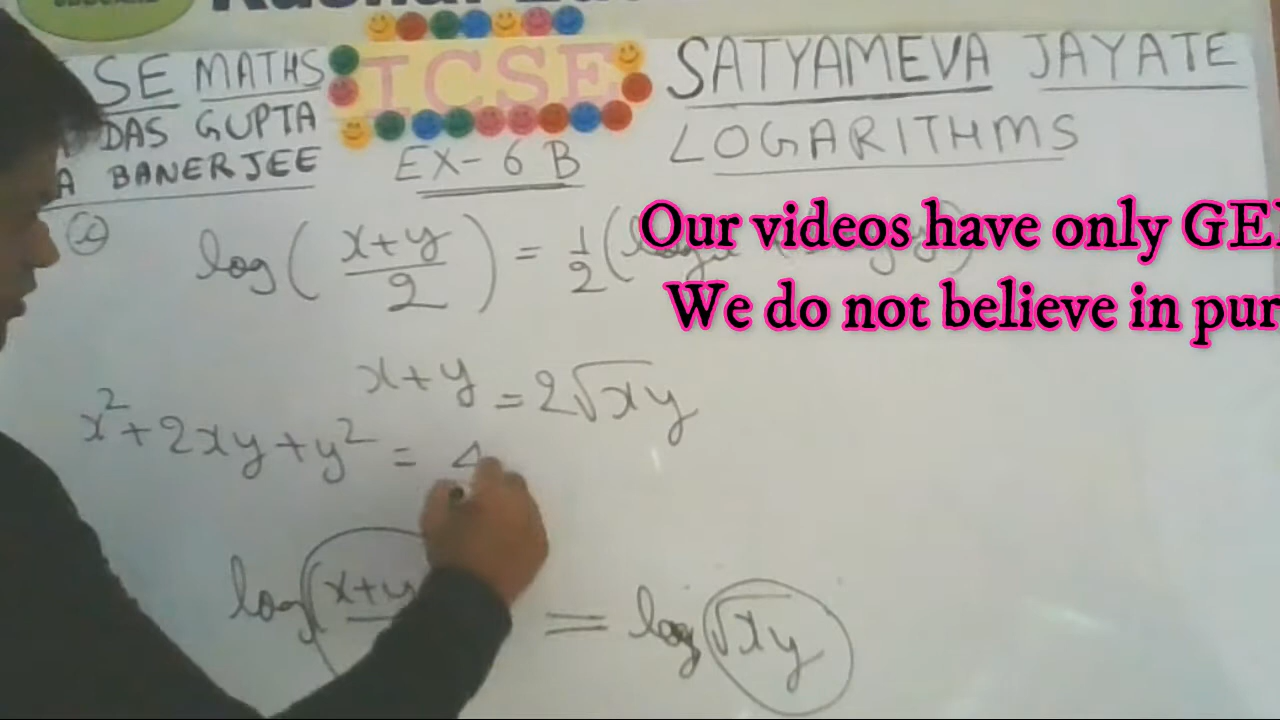 SE MATHS
DAS GUPTA
A BANERJEE
ICSE
EX-6B
SATYAMEVA JAYATE
LOGARITHMS
log(x+y/2) = 1/2(log
Our videos have only GE
We do not believe in pur
x+y = 2√xy
x²+2xy+y² = 4
log(x+y = log√xy